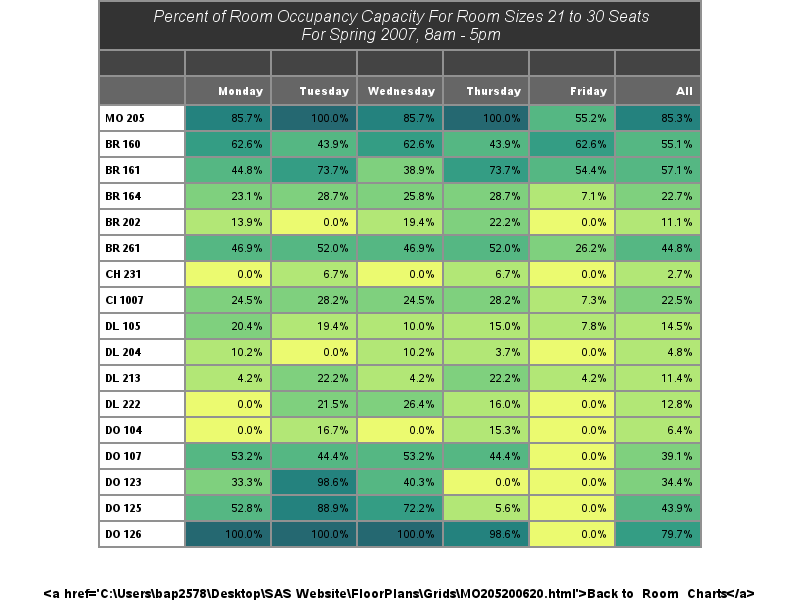 Percent of Room Occupancy Capacity For Room Sizes 21 to 30 Seats
For Spring 2007, 8am - 5pm
Monday Tuesday Wednesday Thursday Friday All
MO 205 85.7% 100.0% 85.7% 100.0% 55.2% 85.3%
BR 160 62.6% 43.9% 62.6% 43.9% 62.6% 55.1%
BR 161 44.8% 73.7% 38.9% 73.7% 54.4% 57.1%
BR 164 23.1% 28.7% 25.8% 28.7% 7.1% 22.7%
BR 202 13.9% 0.0% 19.4% 22.2% 0.0% 11.1%
BR 261 46.9% 52.0% 46.9% 52.0% 26.2% 44.8%
CH 231 0.0% 6.7% 0.0% 6.7% 0.0% 2.7%
CI 1007 24.5% 28.2% 24.5% 28.2% 7.3% 22.5%
DL 105 20.4% 19.4% 10.0% 15.0% 7.8% 14.5%
DL 204 10.2% 0.0% 10.2% 3.7% 0.0% 4.8%
DL 213 4.2% 22.2% 4.2% 22.2% 4.2% 11.4%
DL 222 0.0% 21.5% 26.4% 16.0% 0.0% 12.8%
DO 104 0.0% 16.7% 0.0% 15.3% 0.0% 6.4%
DO 107 53.2% 44.4% 53.2% 44.4% 0.0% 39.1%
DO 123 33.3% 98.6% 40.3% 0.0% 0.0% 34.4%
DO 125 52.8% 88.9% 72.2% 5.6% 0.0% 43.9%
DO 126 100.0% 100.0% 100.0% 98.6% 0.0% 79.7%
<a href='C:\Users\bap2578\Desktop\SAS Website\FloorPlans\Grids\MO205200620.html'>Back to Room Charts</a>